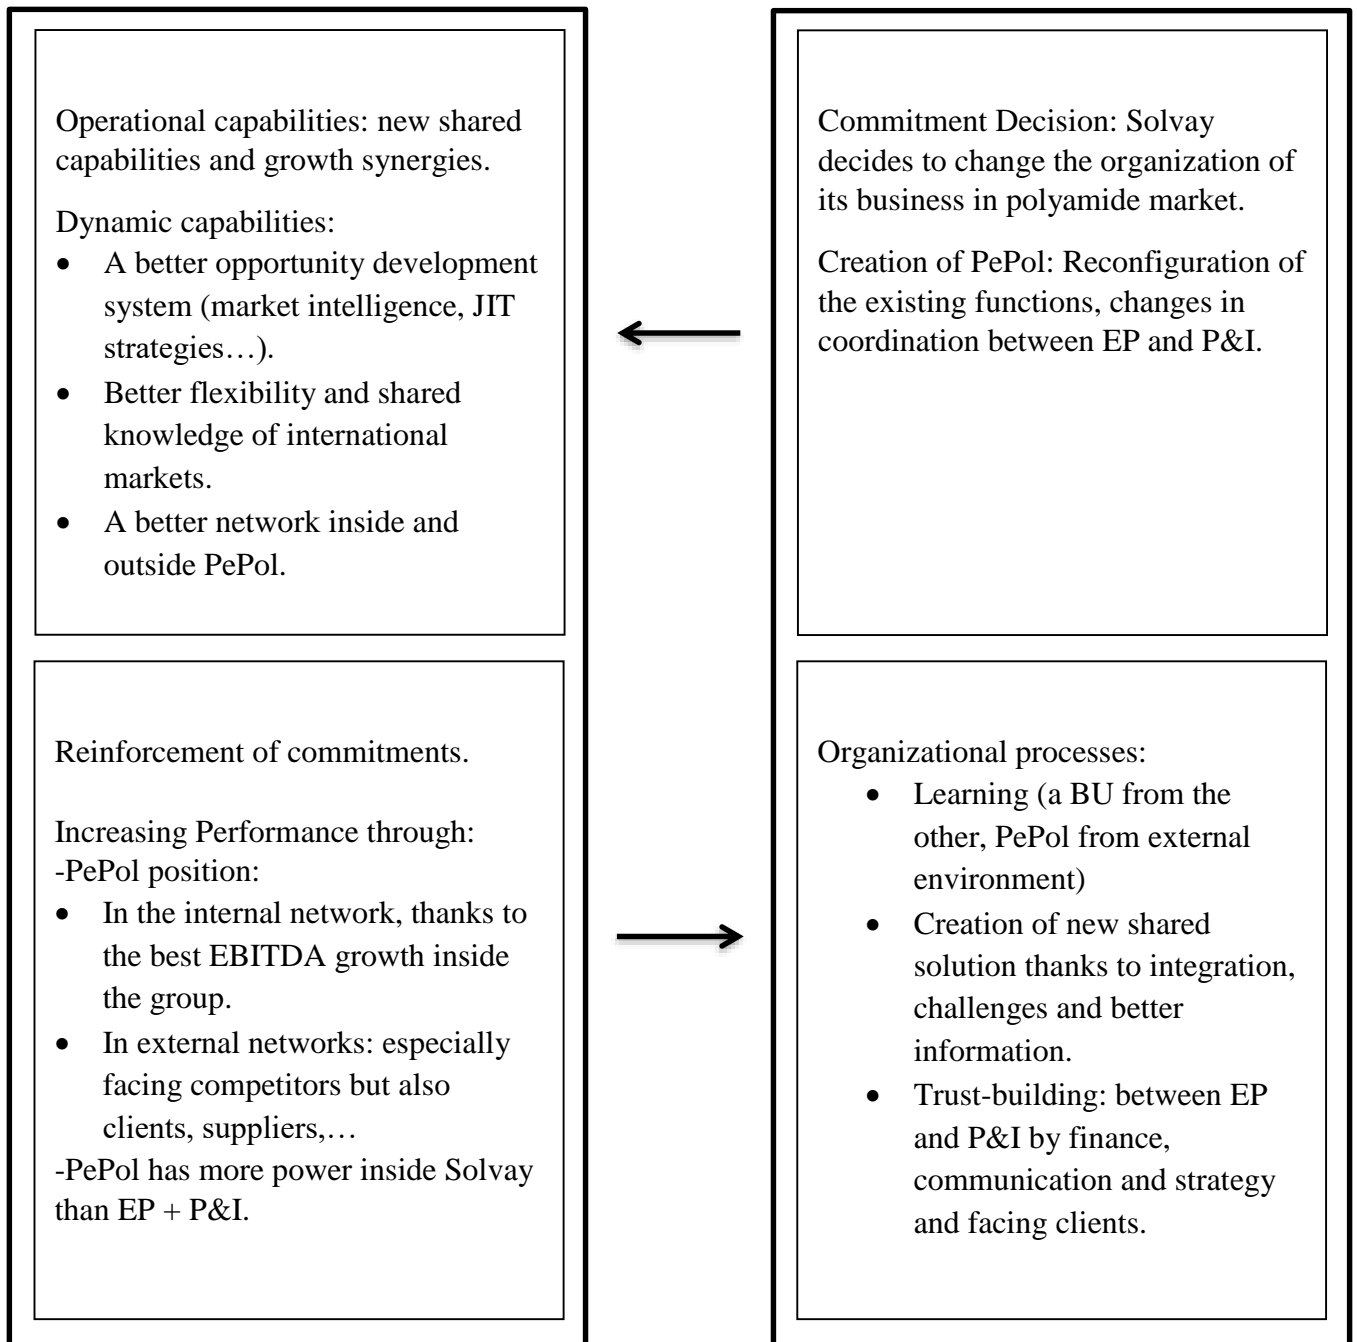 Operational capabilities: new shared
capabilities and growth synergies.
Dynamic capabilities:
• A better opportunity development
system (market intelligence, JIT
strategies…).
• Better flexibility and shared
knowledge of international
markets.
• A better network inside and
outside PePol.
Commitment Decision: Solvay
decides to change the organization of
its business in polyamide market.
Creation of PePol: Reconfiguration of
the existing functions, changes in
coordination between EP and P&I.
Reinforcement of commitments.
Increasing Performance through:
-PePol position:
• In the internal network, thanks to
the best EBITDA growth inside
the group.
• In external networks: especially
facing competitors but also
clients, suppliers,…
-PePol has more power inside Solvay
than EP + P&I.
Organizational processes:
• Learning (a BU from the
other, PePol from external
environment)
• Creation of new shared
solution thanks to integration,
challenges and better
information.
• Trust-building: between EP
and P&I by finance,
communication and strategy
and facing clients.